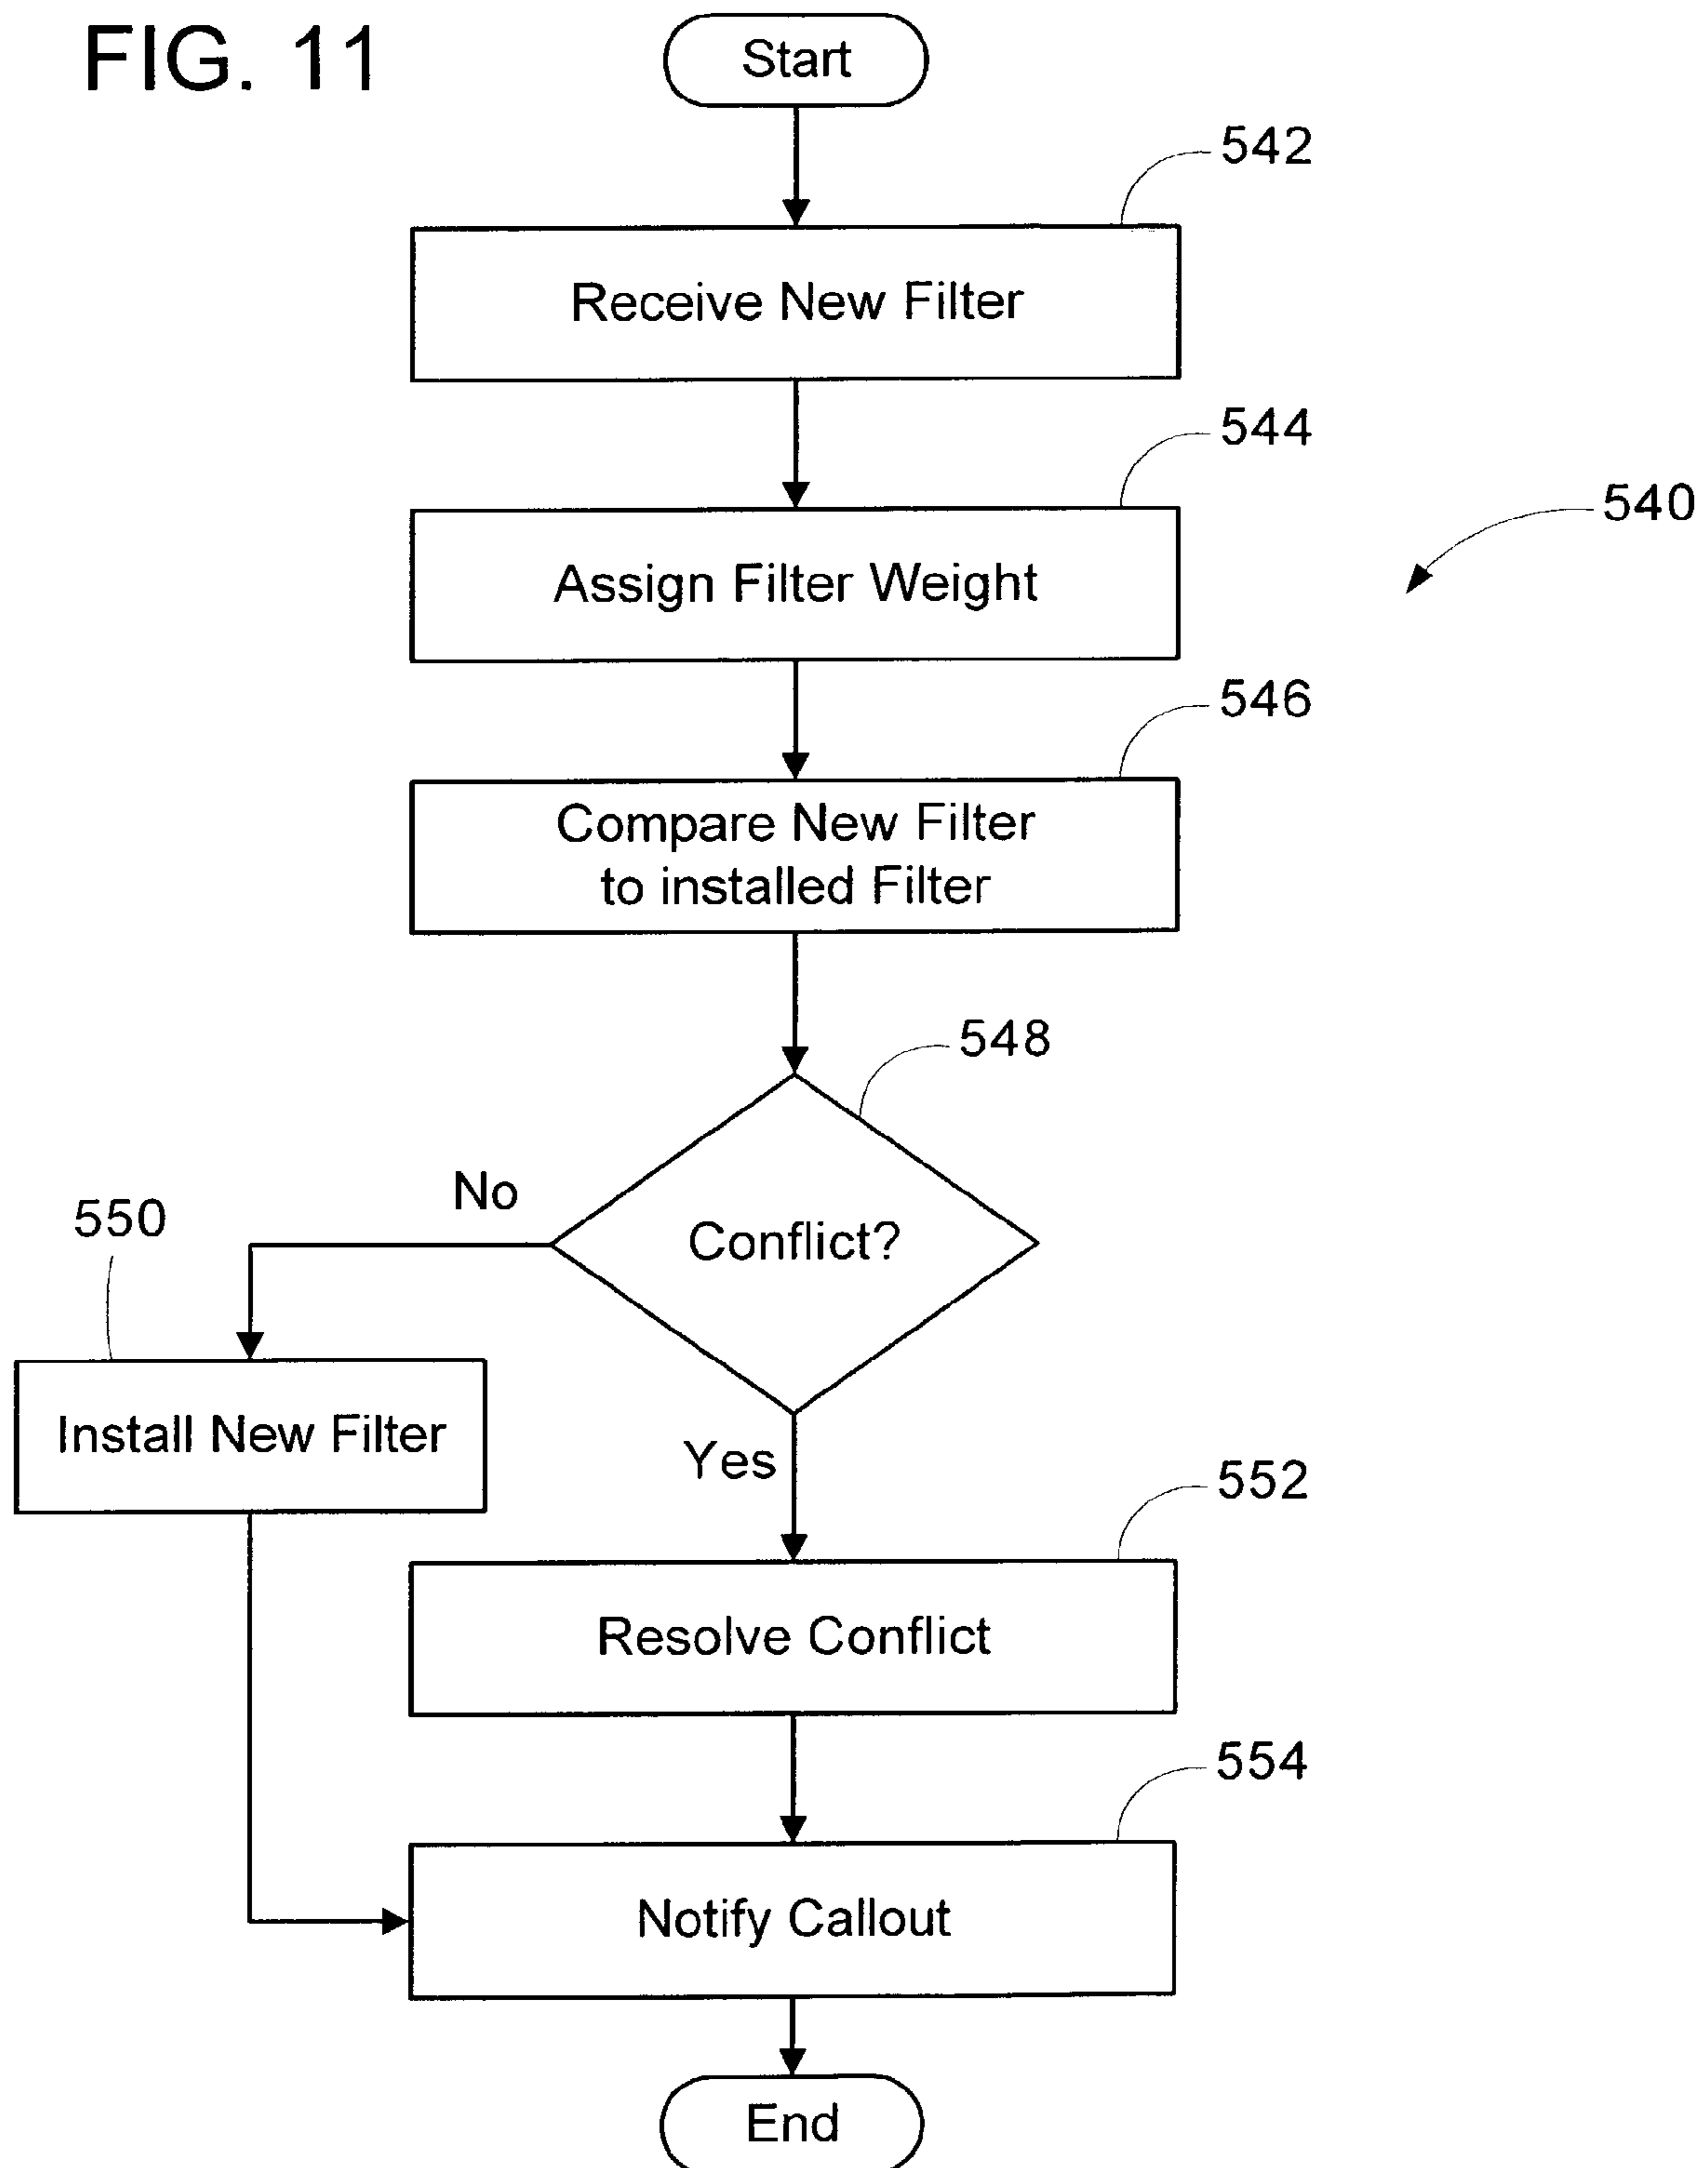 FIG. 11
Start
542
Receive New Filter
544
Assign Filter Weight
540
546
Compare New Filter
to installed Filter
548
Conflict?
No
550
Install New Filter
Yes
552
Resolve Conflict
554
Notify Callout
End